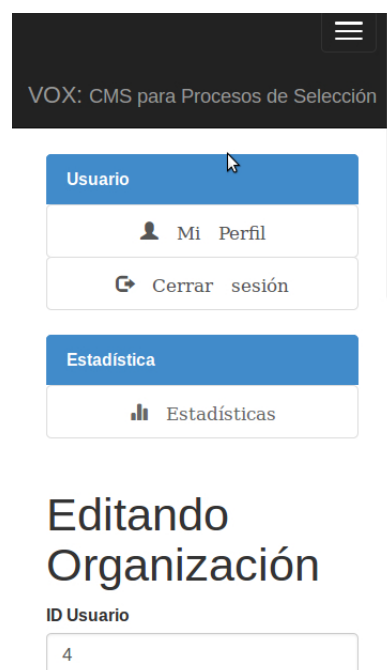 VOX: CMS para Procesos de Selección
Usuario
Mi Perfil
Cerrar sesión
Estadística
Estadísticas
Editando
Organización
ID Usuario
4